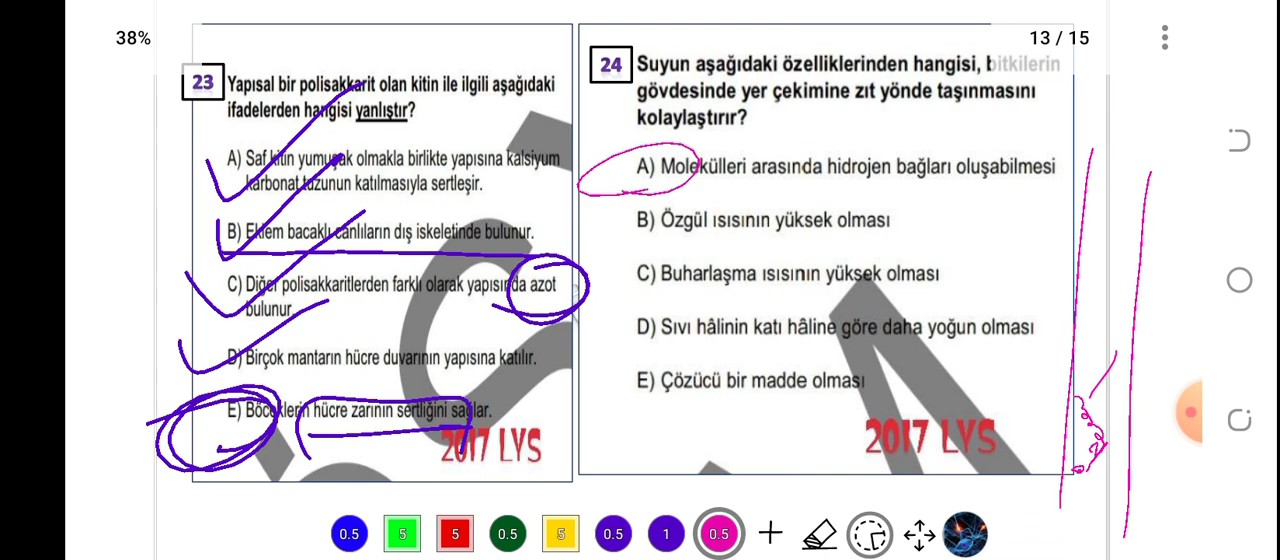 38%
13 / 15
23
Yapısal bir polisakkarit olan kitin ile ilgili aşağıdaki
ifadelerden hangisi yanlıştır?
A) Saf kitin yumuşak olmakla birlikte yapısına kalsiyum
karbonat tuzunun katılmasıyla sertleşir.
B) Eklem bacaklı canlıların dış iskeletinde bulunur.
C) Diğer polisakkaritlerden farklı olarak yapısında azot
bulunur.
D) Birçok mantarın hücre duvarının yapısına katılır.
E) Böceklerin hücre zarının sertliğini sağlar.
2017 LYS
24
Suyun aşağıdaki özelliklerinden hangisi, bitkilerin
gövdesinde yer çekimine zıt yönde taşınmasını
kolaylaştırır?
A) Molekülleri arasında hidrojen bağları oluşabilmesi
B) Özgül ısısının yüksek olması
C) Buharlaşma ısısının yüksek olması
D) Sıvı hâlinin katı hâline göre daha yoğun olması
E) Çözücü bir madde olması
2017 LYS
0.5 5 5 0.5 5 0.5 1 0.5